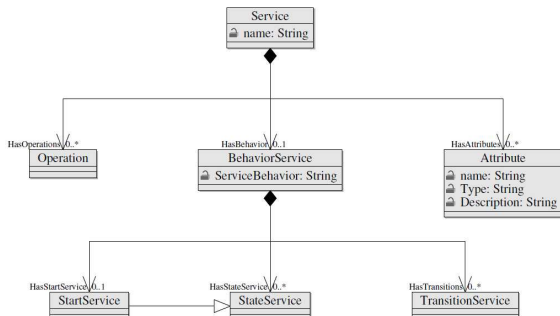 Service
name: String
HasOperations 0..*
HasBehavior 0..1
HasAttributes 0..*
Operation
BehaviorService
Attribute
ServiceBehavior: String
name: String
Type: String
Description: String
HasStartService 0..1
HasStateService 0..*
HasTransitions 0..*
StartService
StateService
TransitionService